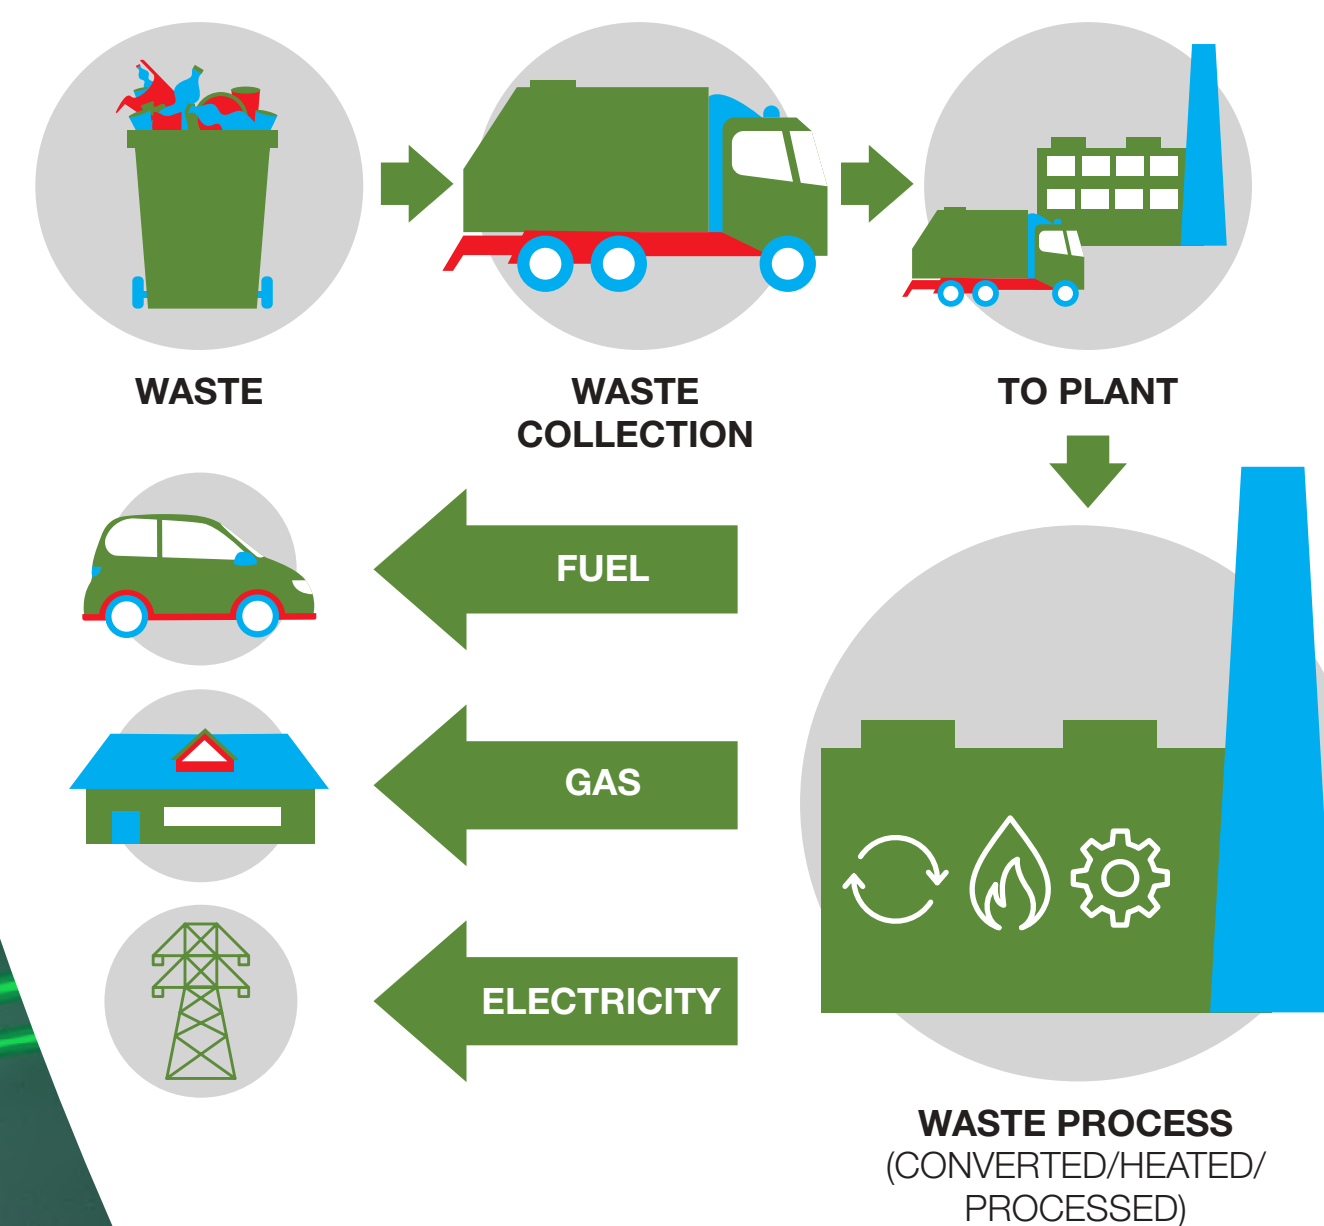 WASTE
WASTE
COLLECTION
TO PLANT
FUEL
GAS
ELECTRICITY
WASTE PROCESS
(CONVERTED/HEATED/
PROCESSED)